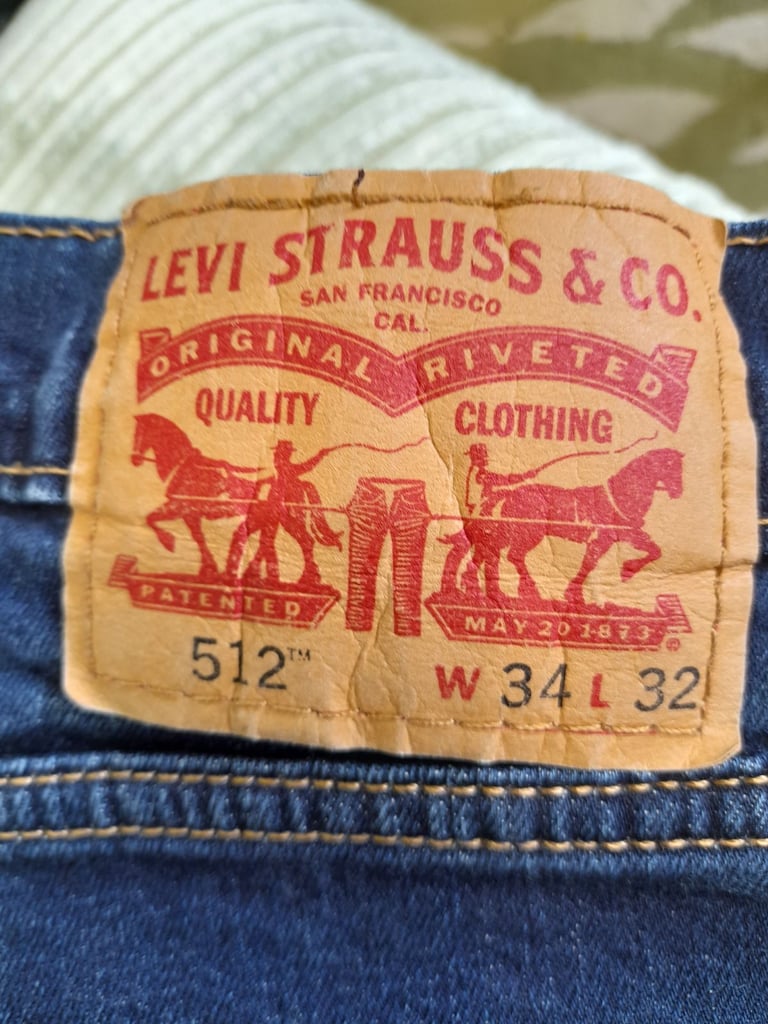 LEVI STRAUSS & CO.
SAN FRANCISCO
CAL.
ORIGINAL RIVETED
QUALITY CLOTHING
PATENTED MAY 20 1873 ®
512™ W 34 L 32